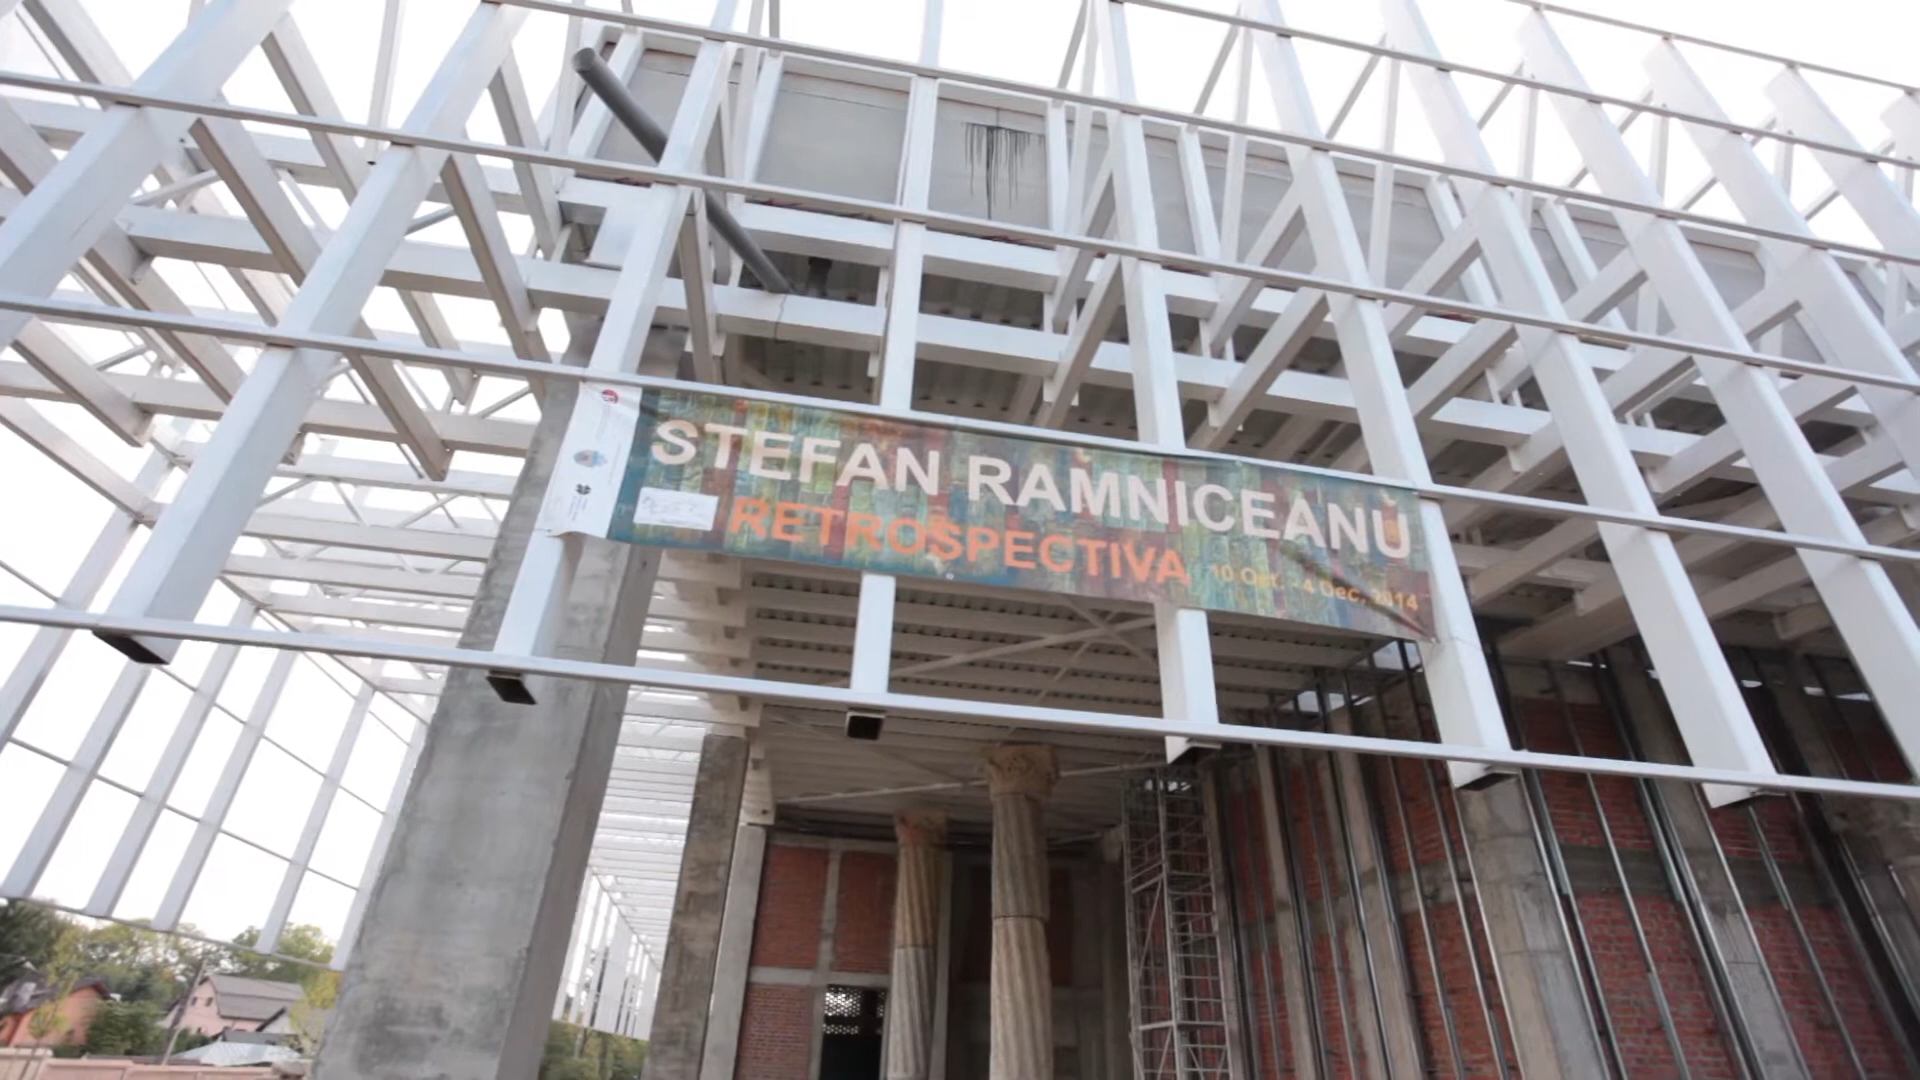 STEFAN RAMNICEANU
RETROSPECTIVA
10 Oct. - 4 Dec. 2014